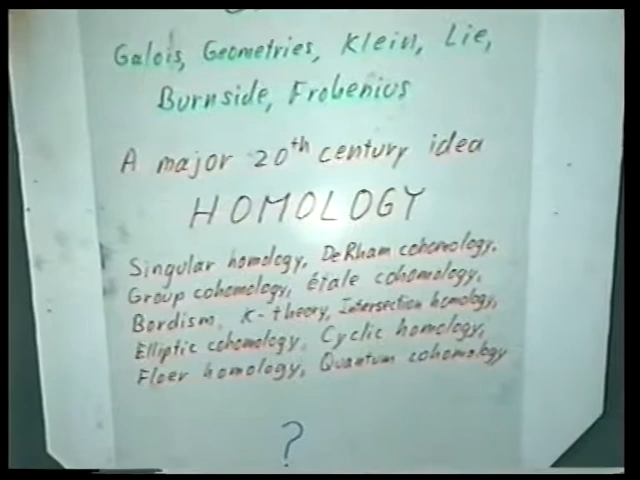 Galois, Geometries, Klein, Lie,
Burnside, Frobenius
A major 20th century idea
HOMOLOGY
Singular homology, De Rham cohomology,
Group cohomology, étale cohomology,
Bordism, K-theory, Intersection homology,
Elliptic cohomology, Cyclic homology,
Floer homology, Quantum cohomology
?